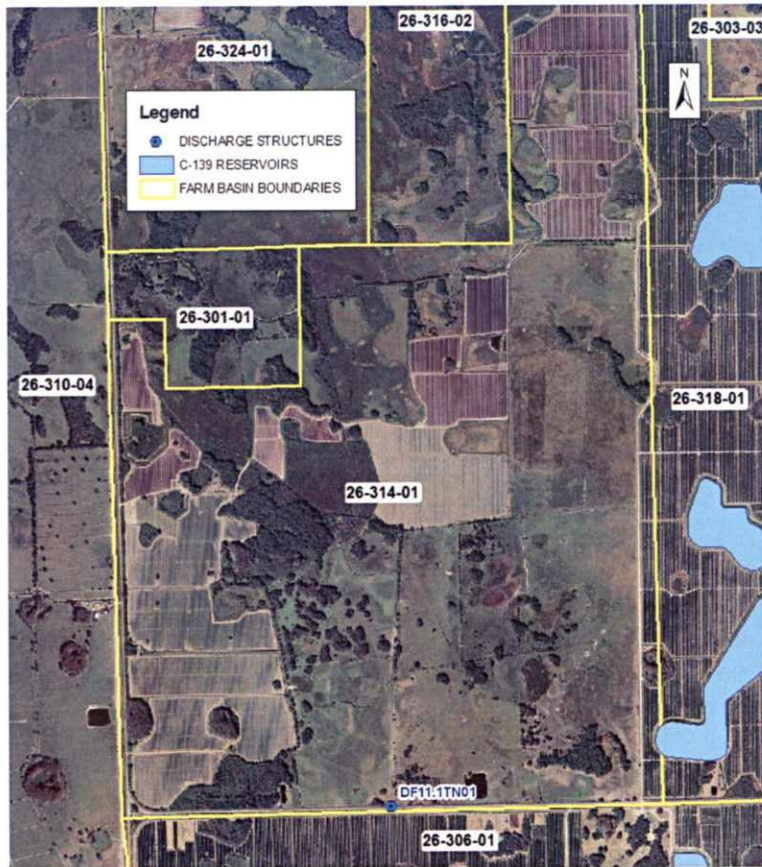 26-316-02
26-303-03
26-324-01
N
Legend
DISCHARGE STRUCTURES
C-139 RESERVOIRS
FARM BASIN BOUNDARIES
26-301-01
26-310-04
26-318-01
26-314-01
DF11.1TN01
26-306-01